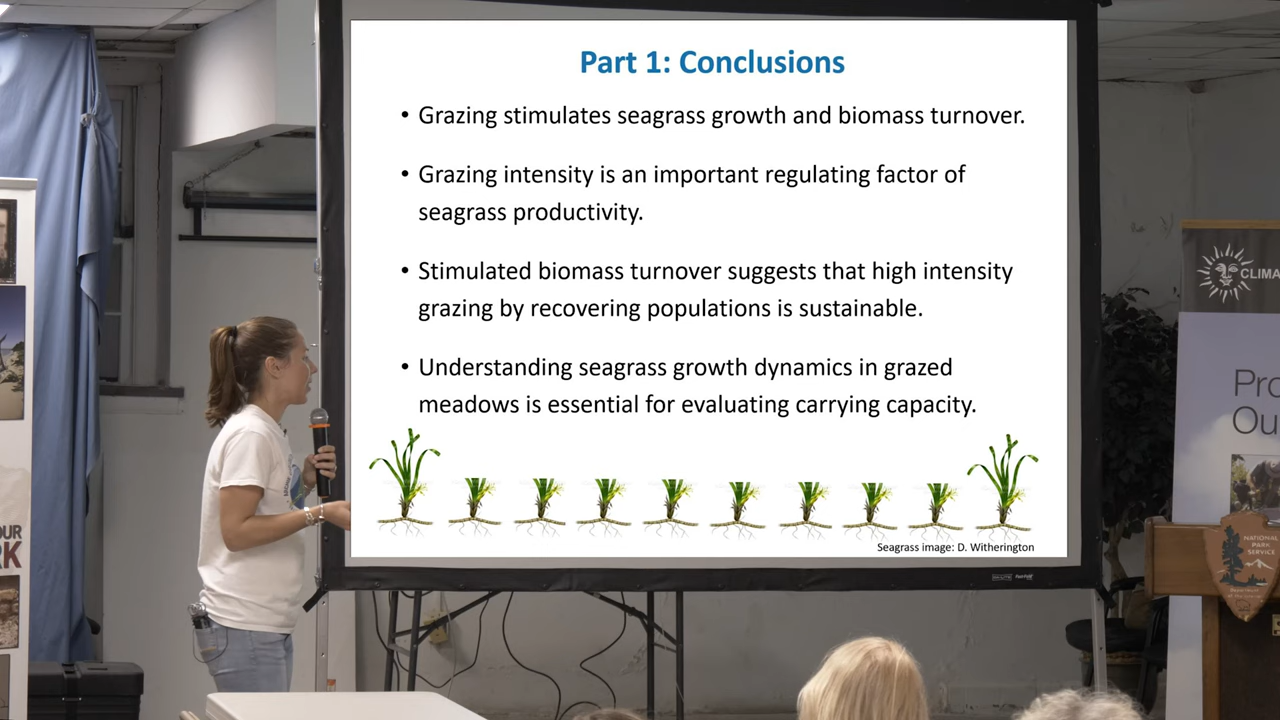 Part 1: Conclusions
• Grazing stimulates seagrass growth and biomass turnover.
• Grazing intensity is an important regulating factor of
seagrass productivity.
• Stimulated biomass turnover suggests that high intensity
grazing by recovering populations is sustainable.
• Understanding seagrass growth dynamics in grazed
meadows is essential for evaluating carrying capacity.
Seagrass image: D. Witherington
OUR
RK
CLIMA
Pro
Ou
NATIONAL
PARK
SERVICE